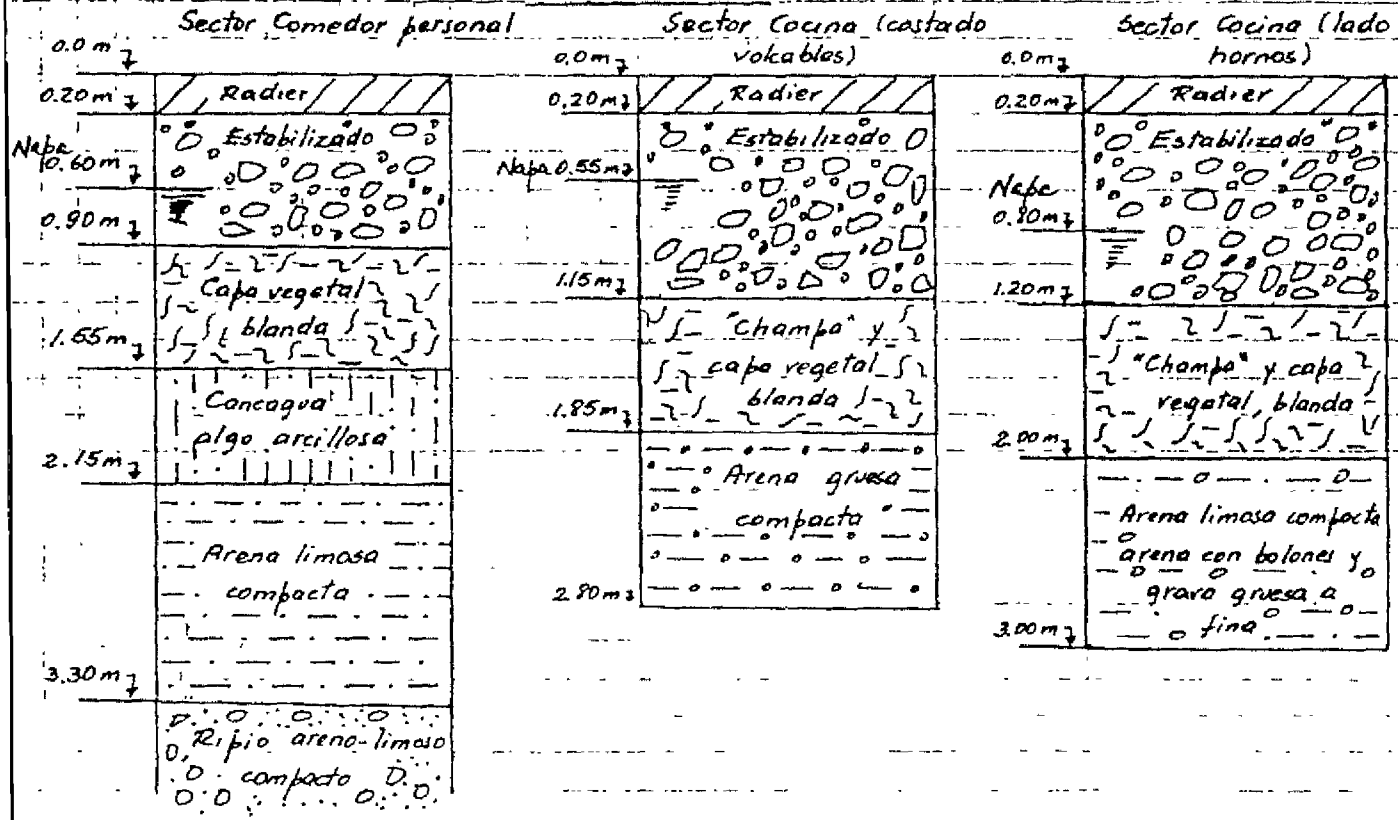 Sector Comedor personal
0.0 m
0.20 m
Radier
Estabilizado
Napa
0.60 m
0.90 m
Capa vegetal
blanda
1.55 m
Cancagua
algo arcillosa
2.15 m
Arena limosa
compacta
3.30 m
Ripio areno-limoso
compacto
Sector Cocina (costado
volcables)
0.0 m
0.20 m
Radier
Estabilizado
Napa 0.55 m
1.15 m
"Champa" y
capa vegetal
blanda
1.85 m
Arena gruesa
compacta
2.80 m
Sector Cocina (lado
hornos)
0.0 m
0.20 m
Radier
Estabilizado
Napa
0.80 m
1.20 m
"Champa" y capa
vegetal, blanda
2.00 m
Arena limosa compacta
arena con bolones y
grava gruesa a
fina
3.00 m